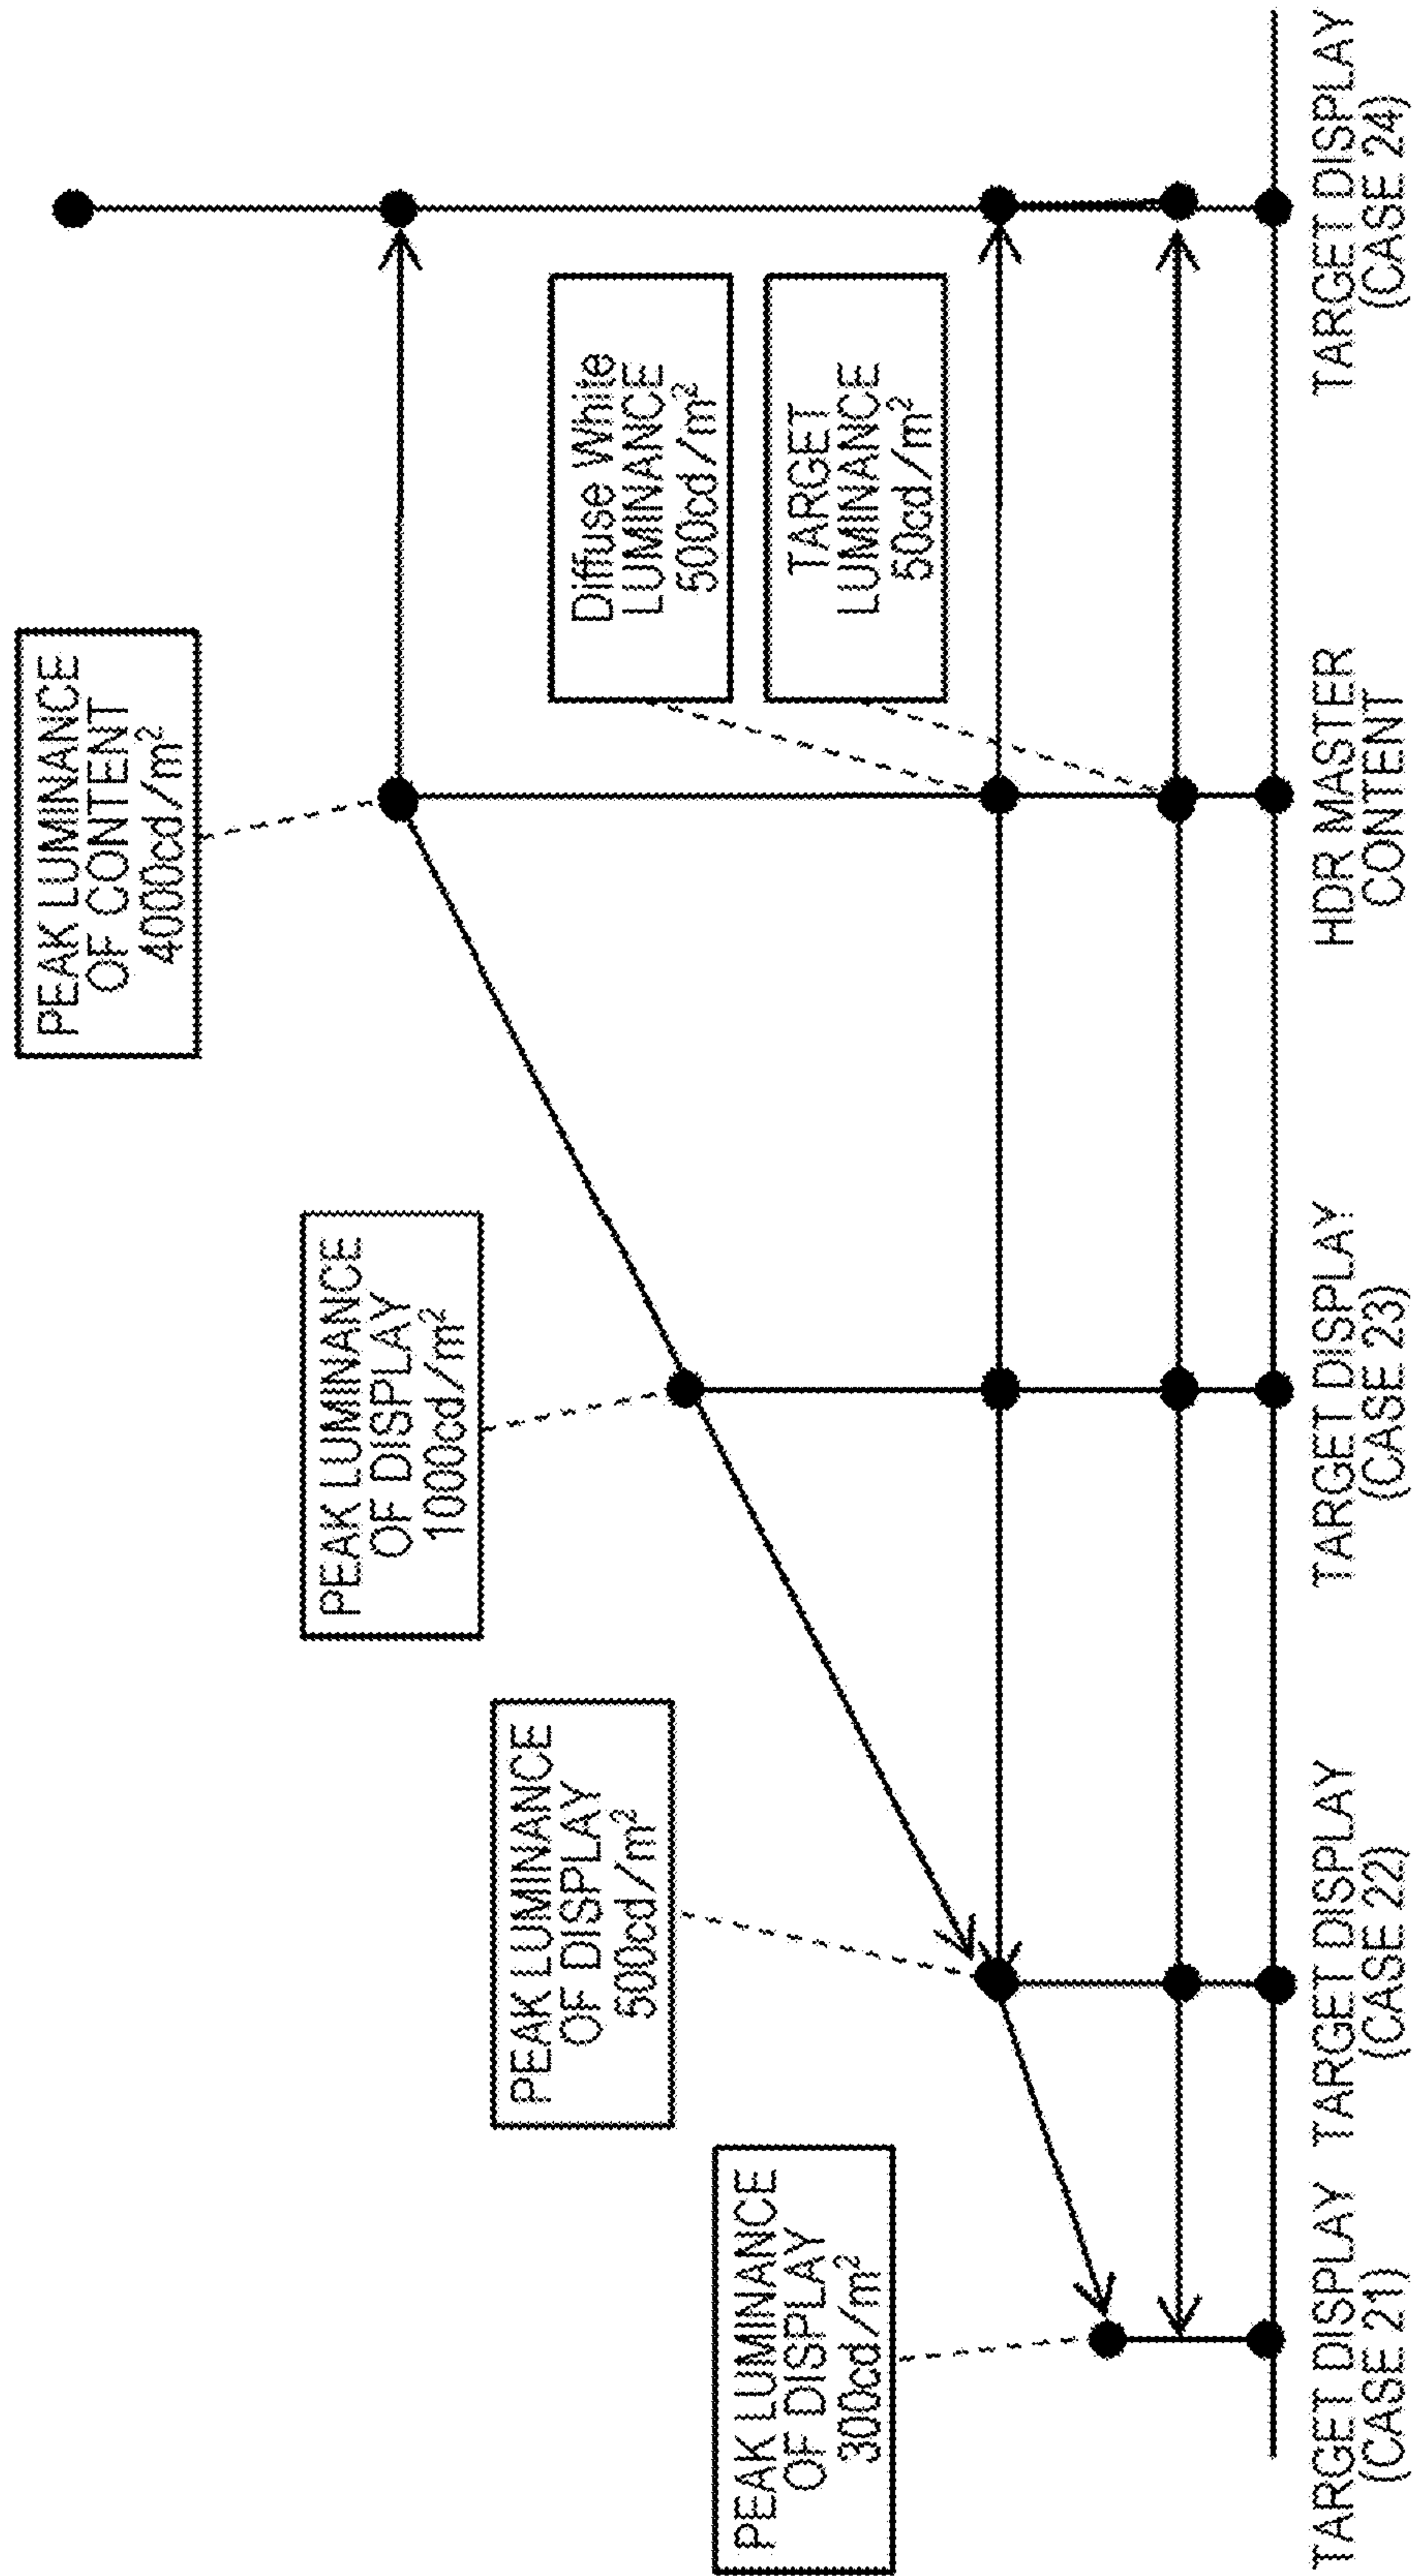 PEAK LUMINANCE
OF CONTENT
4000cd/m²
PEAK LUMINANCE
OF DISPLAY
1000cd/m²
PEAK LUMINANCE
OF DISPLAY
500cd/m²
PEAK LUMINANCE
OF DISPLAY
300cd/m²
Diffuse White
LUMINANCE
500cd/m²
TARGET
LUMINANCE
50cd/m²
TARGET DISPLAY
(CASE 21)
TARGET DISPLAY
(CASE 22)
TARGET DISPLAY
(CASE 23)
HDR MASTER
CONTENT
TARGET DISPLAY
(CASE 24)